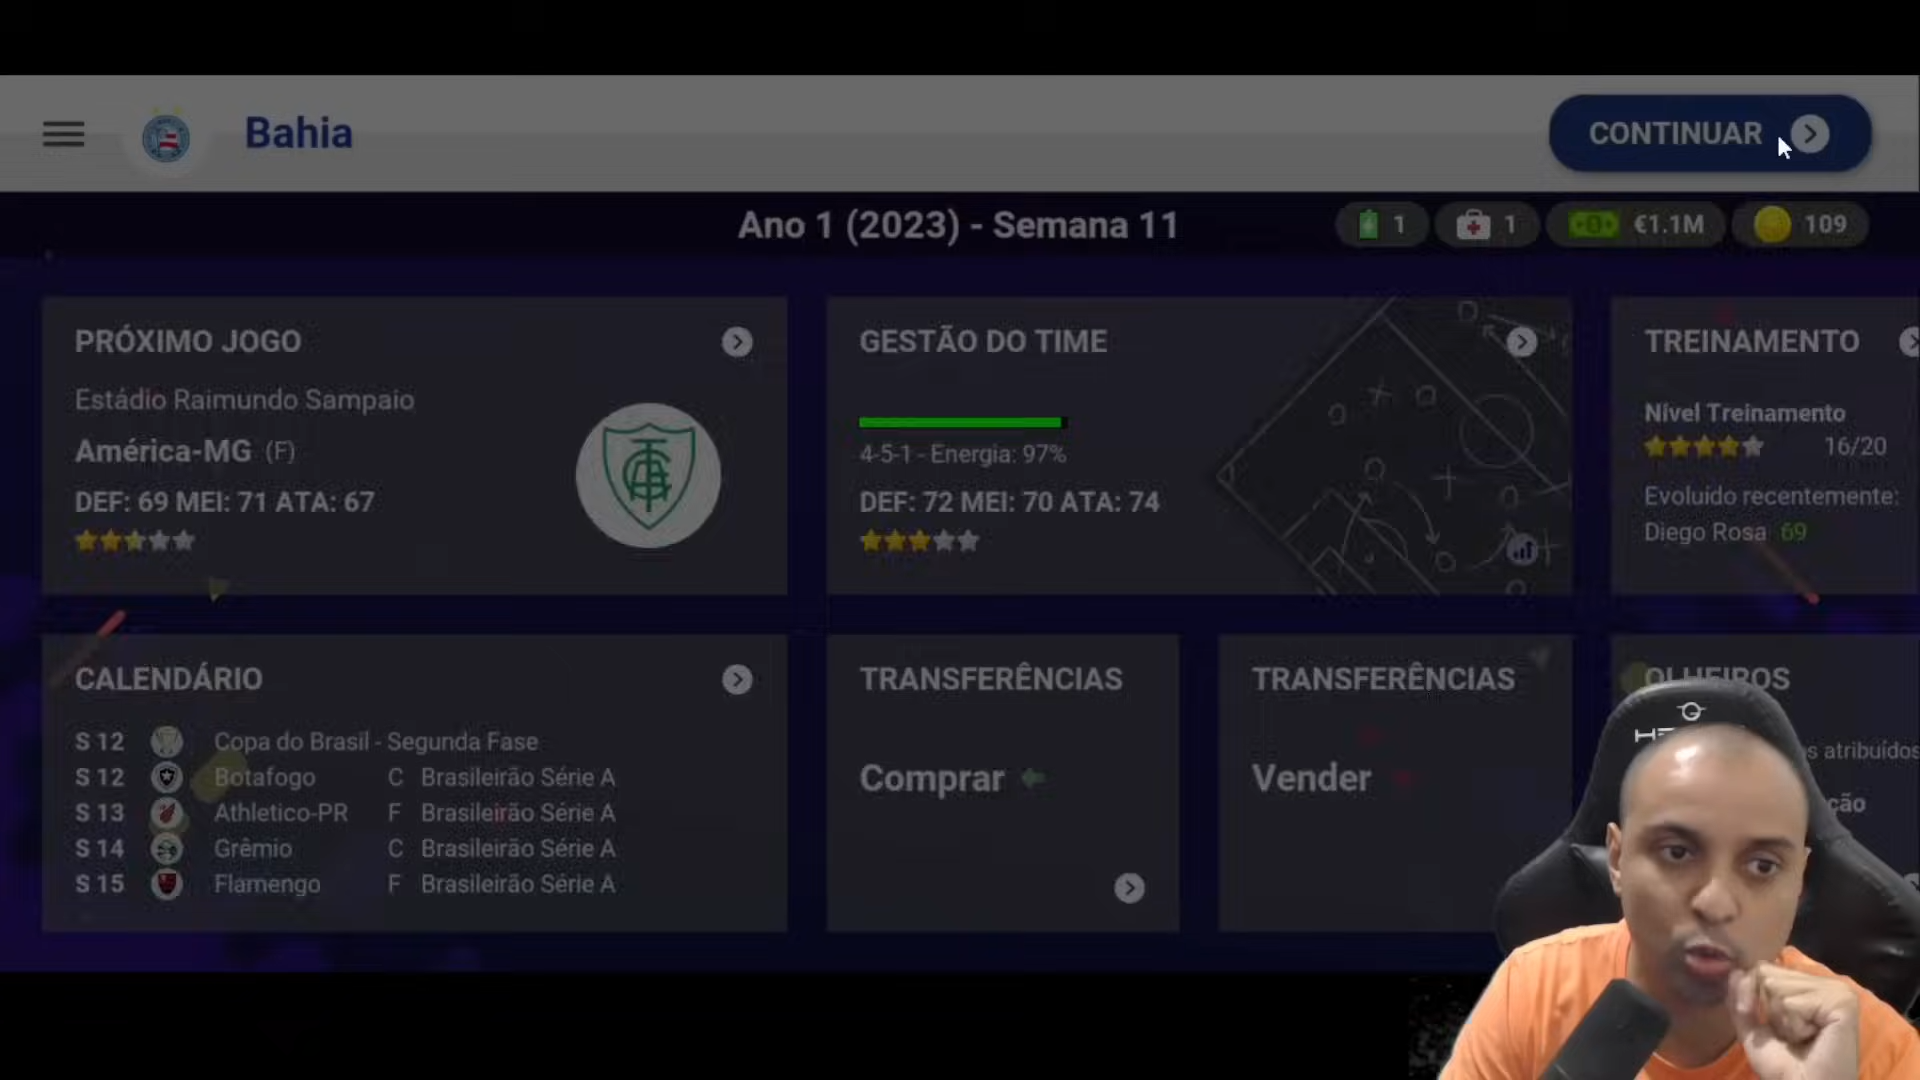 Bahia
CONTINUAR
Ano 1 (2023) - Semana 11
1
1
€1.1M
109
PRÓXIMO JOGO
Estádio Raimundo Sampaio
América-MG (F)
DEF: 69 MEI: 71 ATA: 67
GESTÃO DO TIME
4-5-1 - Energia: 97%
DEF: 72 MEI: 70 ATA: 74
TREINAMENTO
Nível Treinamento
16/20
Evoluído recentemente:
Diego Rosa 69
CALENDÁRIO
S 12 Copa do Brasil - Segunda Fase
S 12 Botafogo C Brasileirão Série A
S 13 Athletico-PR F Brasileirão Série A
S 14 Grêmio C Brasileirão Série A
S 15 Flamengo F Brasileirão Série A
TRANSFERÊNCIAS
Comprar
TRANSFERÊNCIAS
Vender
OLHEIROS
s atribuídos
ção